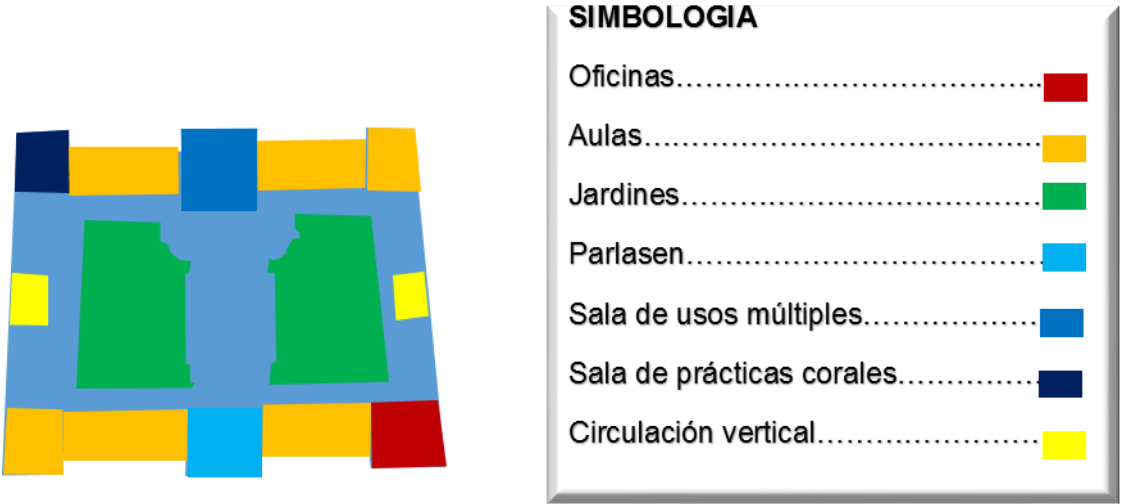 SIMBOLOGIA
Oficinas…………………………………..
Aulas…………………………………….
Jardines………………………………….
Parlasen………………………………….
Sala de usos múltiples………………
Sala de prácticas corales……………
Circulación vertical……………………